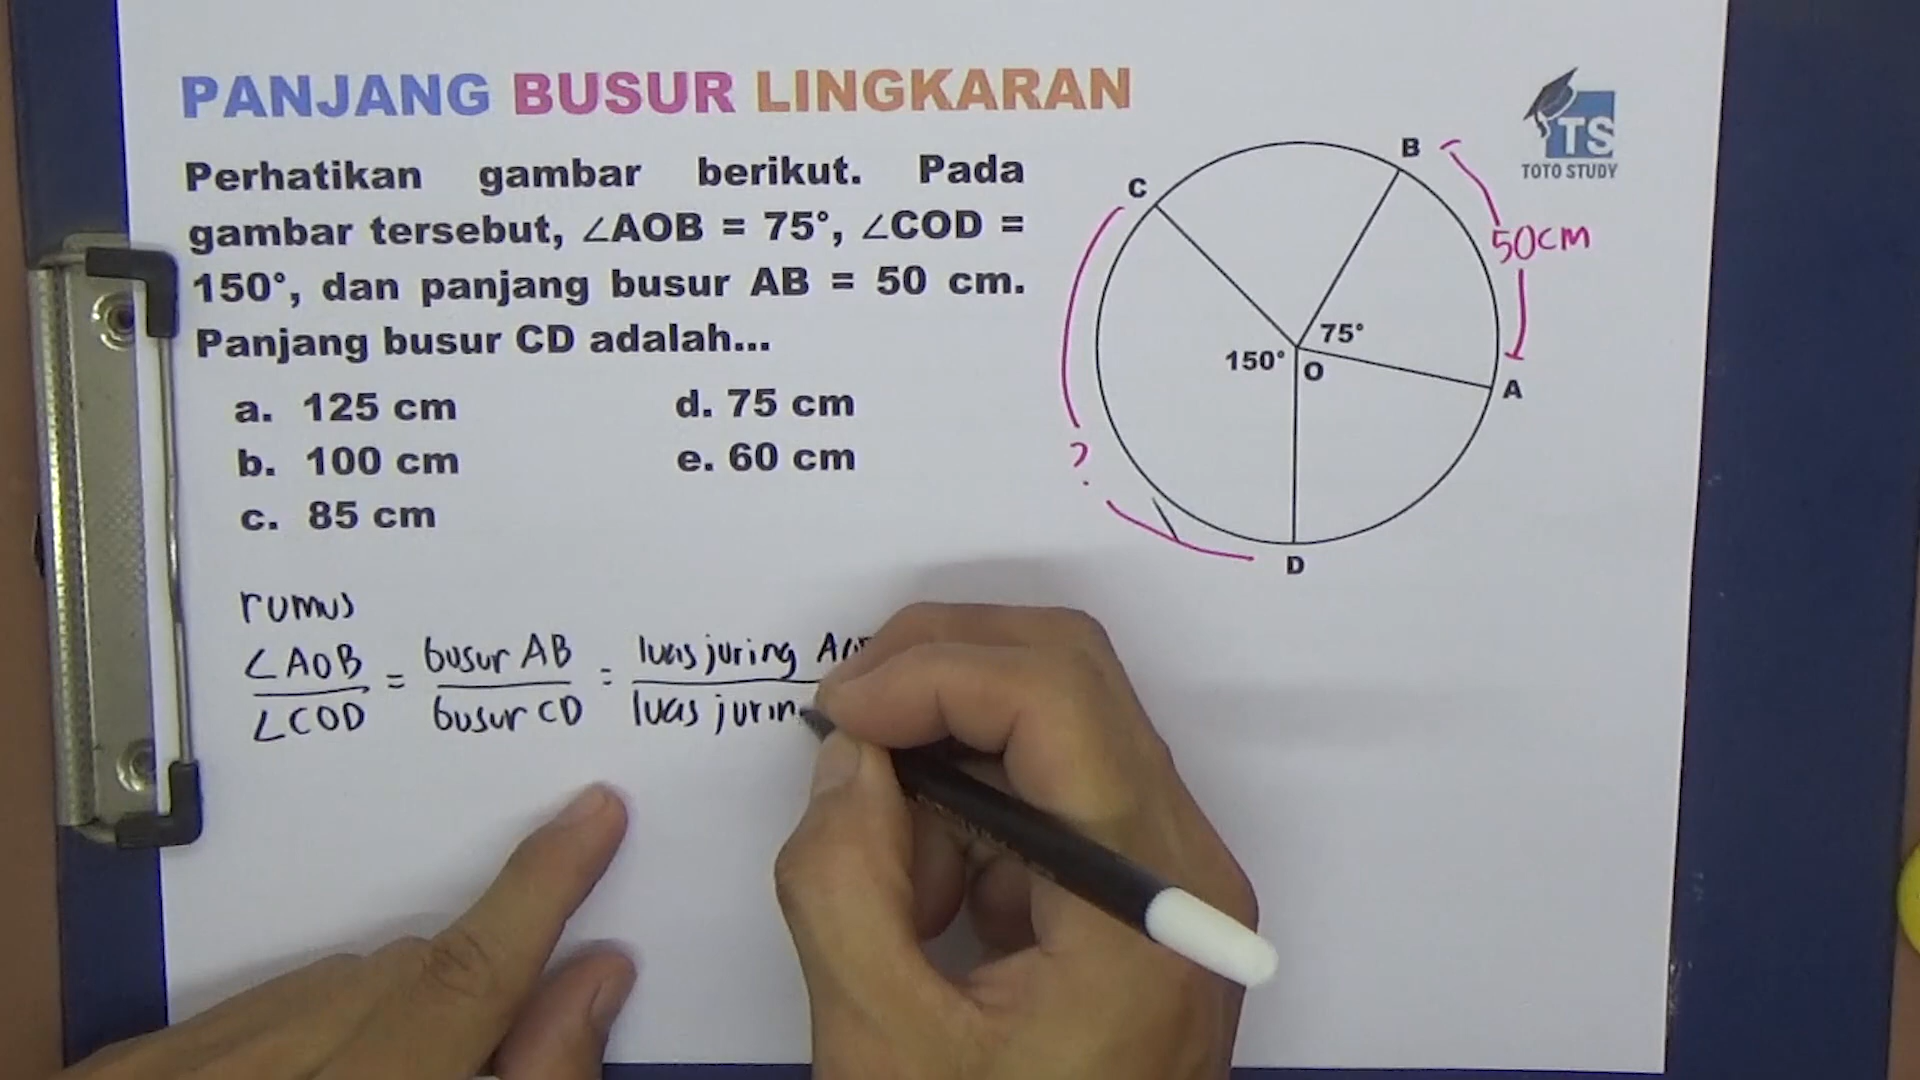 PANJANG BUSUR LINGKARAN
TS
TOTO STUDY
Perhatikan gambar berikut. Pada
gambar tersebut, ∠AOB = 75°, ∠COD =
150°, dan panjang busur AB = 50 cm.
Panjang busur CD adalah...
a. 125 cm
b. 100 cm
c. 85 cm
d. 75 cm
e. 60 cm
B
C
50cm
75°
150°
O
A
?
D
rumus
∠AOB = busur AB = luas juring
∠COD busur CD luas